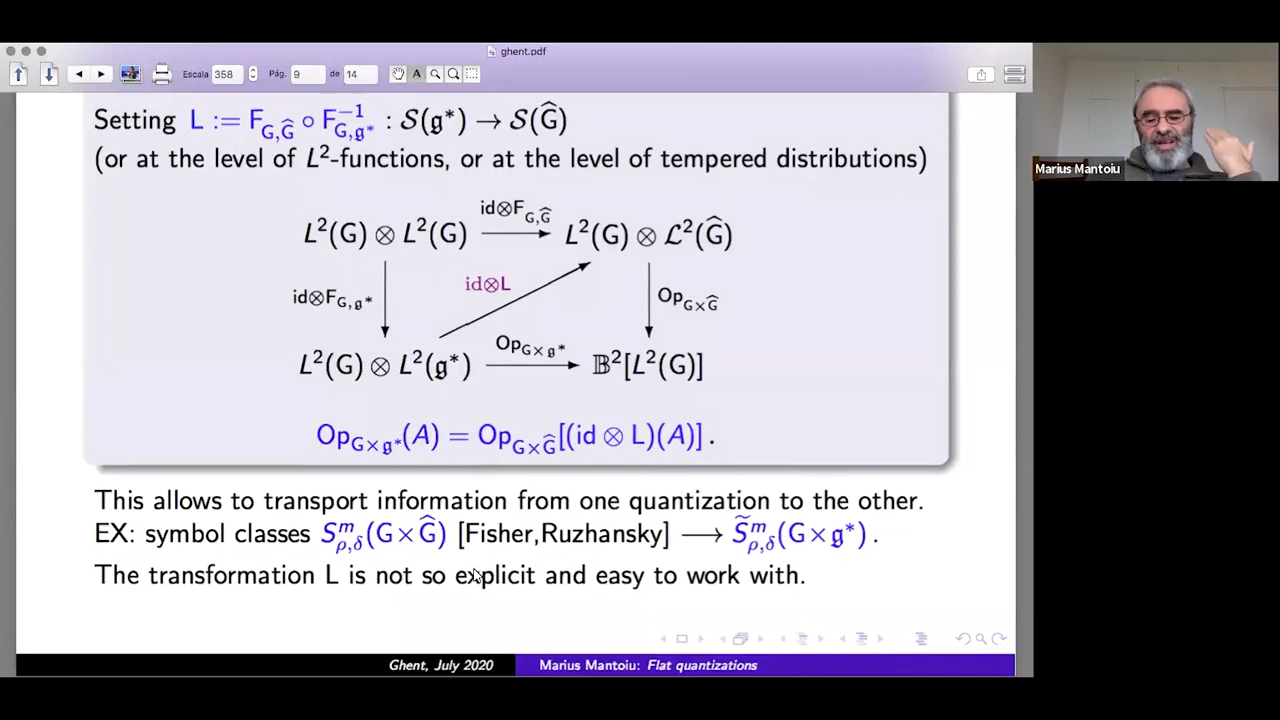 ghent.pdf
Escala 358 Pág. 9 de 14
Setting L := F_{G,Ĝ} ∘ F^{-1}_{G,𝔤*} : 𝒮(𝔤*) → 𝒮(Ĝ)
(or at the level of L²-functions, or at the level of tempered distributions)
id⊗F_{G,Ĝ}
L²(G) ⊗ L²(G) → L²(G) ⊗ ℒ²(Ĝ)
id⊗F_{G,𝔤*} id⊗L Op_{G×Ĝ}
Op_{G×𝔤*}
L²(G) ⊗ L²(𝔤*) → 𝔹²[L²(G)]
Op_{G×𝔤*}(A) = Op_{G×Ĝ}[(id ⊗ L)(A)] .
This allows to transport information from one quantization to the other.
EX: symbol classes S^m_{ρ,δ}(G×Ĝ) [Fisher,Ruzhansky] ⟶ S̃^m_{ρ,δ}(G×𝔤*) .
The transformation L is not so explicit and easy to work with.
Ghent, July 2020 Marius Mantoiu: Flat quantizations
Marius Mantoiu